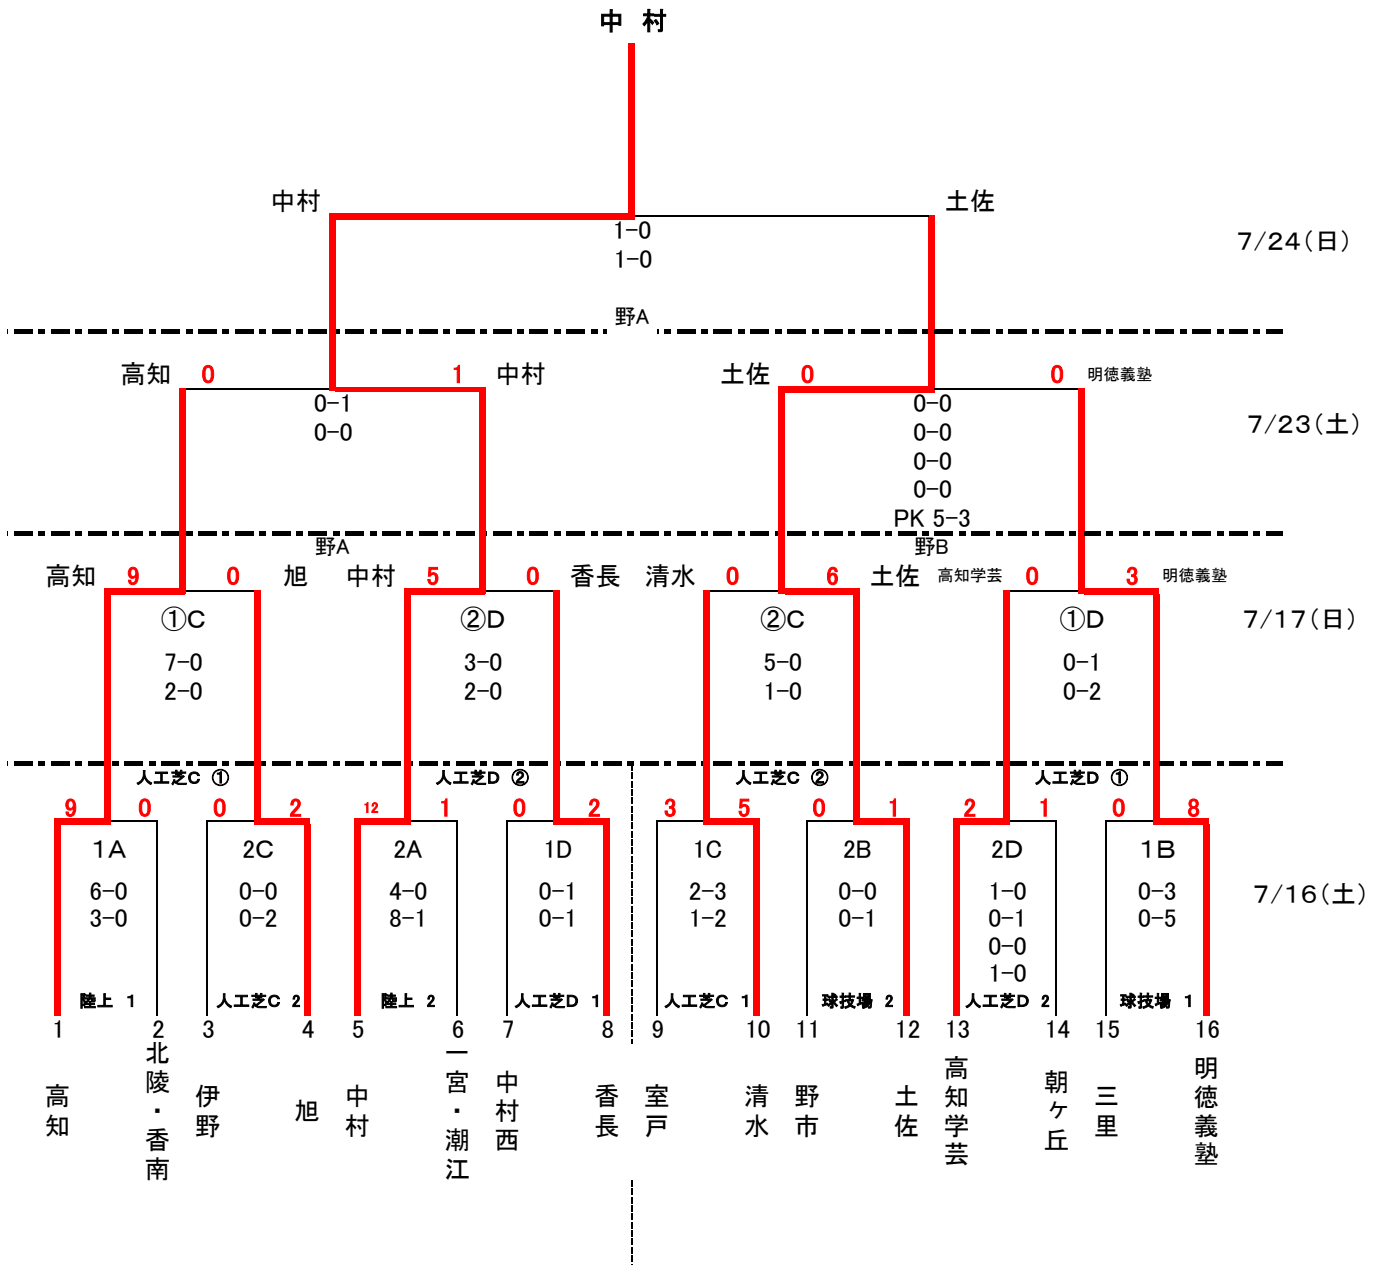 中 村
中村 土佐
1-0
1-0
7/24(日)
野A
高知 0 1 中村 土佐 0 0 明徳義塾
0-1
0-0
0-0
0-0
0-0
0-0
PK 5-3
7/23(土)
野A 野B
高知 9 0 旭 中村 5 0 香長 清水 0 6 土佐 高知学芸 0 3 明徳義塾
①C ②D ②C ①D
7/17(日)
7-0 3-0 5-0 0-1
2-0 2-0 1-0 0-2
人工芝C ① 人工芝D ② 人工芝C ② 人工芝D ①
9 0 0 2 12 1 0 2 3 5 0 1 2 1 0 8
1A 2C 2A 1D 1C 2B 2D 1B
6-0 0-0 4-0 0-1 2-3 0-0 1-0 0-3
3-0 0-2 8-1 0-1 1-2 0-1 0-1 0-5
0-0
1-0
7/16(土)
陸上 1 人工芝C 2 陸上 2 人工芝D 1 人工芝C 1 球技場 2 人工芝D 2 球技場 1
1 2 3 4 5 6 7 8 9 10 11 12 13 14 15 16
高知
北陵・香南
伊野
旭
中村
一宮・潮江
中村西
香長
室戸
清水
野市
土佐
高知学芸
朝ヶ丘
三里
明徳義塾